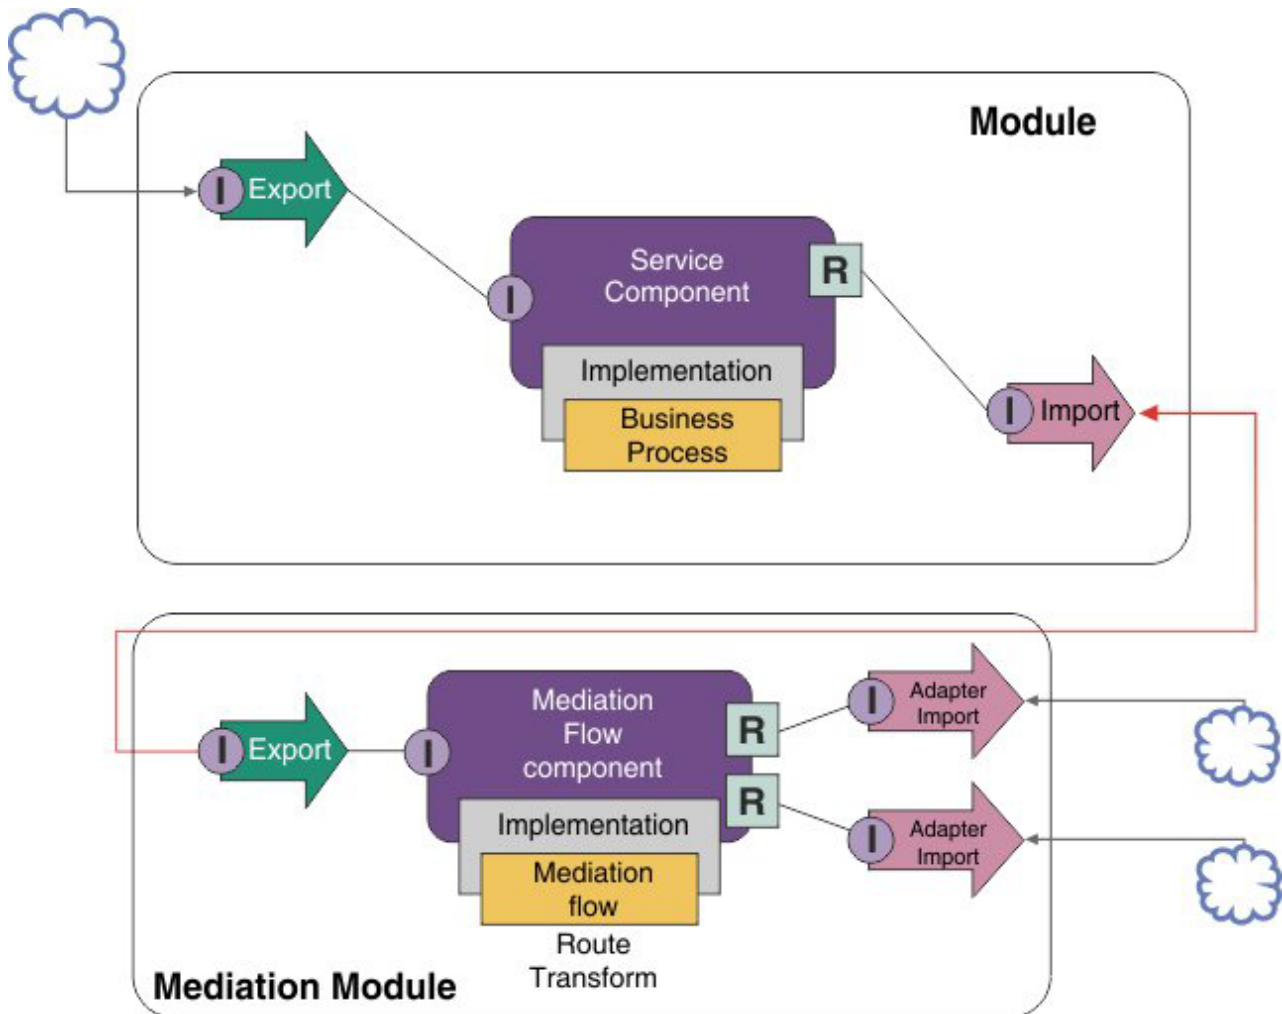 Module
I
Export
Service
Component
R
I
Implementation
Business
Process
I
Import
Mediation
Flow
component
R
R
I
Export
I
Implementation
Mediation
flow
Route
Transform
I
Adapter
Import
I
Adapter
Import
Mediation Module